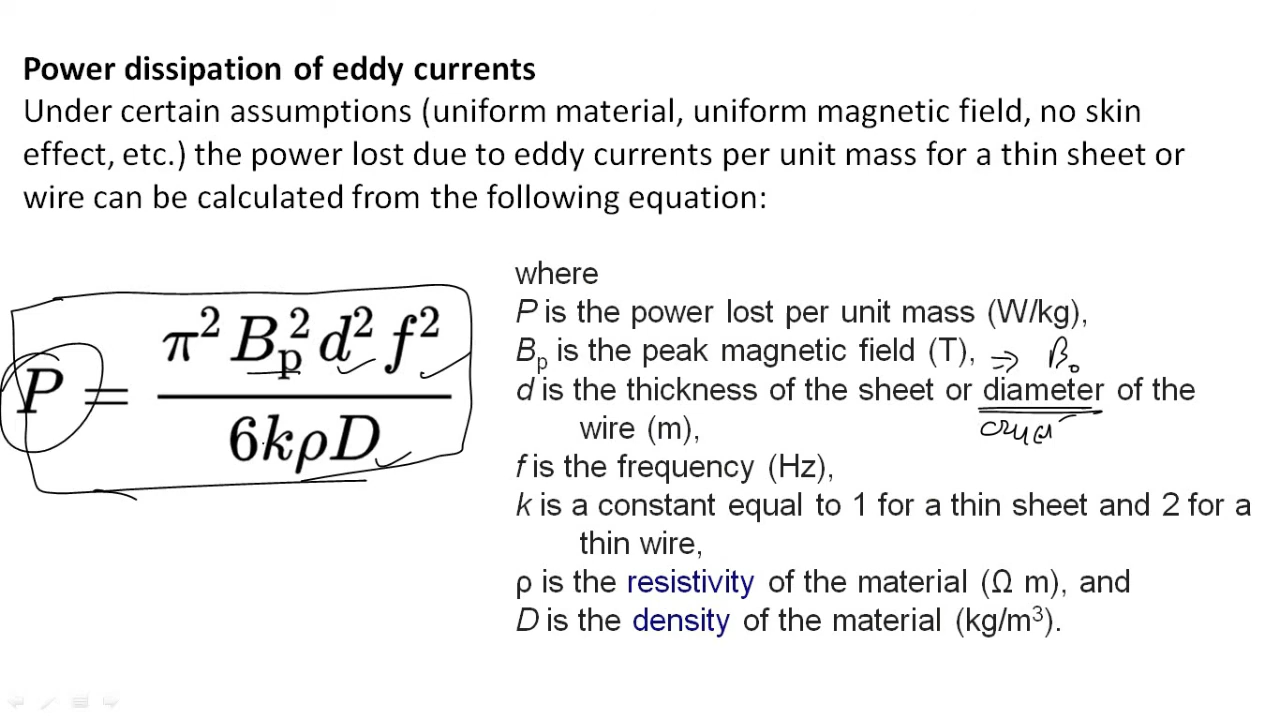 Power dissipation of eddy currents
Under certain assumptions (uniform material, uniform magnetic field, no skin
effect, etc.) the power lost due to eddy currents per unit mass for a thin sheet or
wire can be calculated from the following equation:
P = π² Bₚ² d² f² / 6kρD
where
P is the power lost per unit mass (W/kg),
Bₚ is the peak magnetic field (T), ⇒ B₀
d is the thickness of the sheet or diameter of the
wire (m),
f is the frequency (Hz),
k is a constant equal to 1 for a thin sheet and 2 for a
thin wire,
ρ is the resistivity of the material (Ω m), and
D is the density of the material (kg/m³).